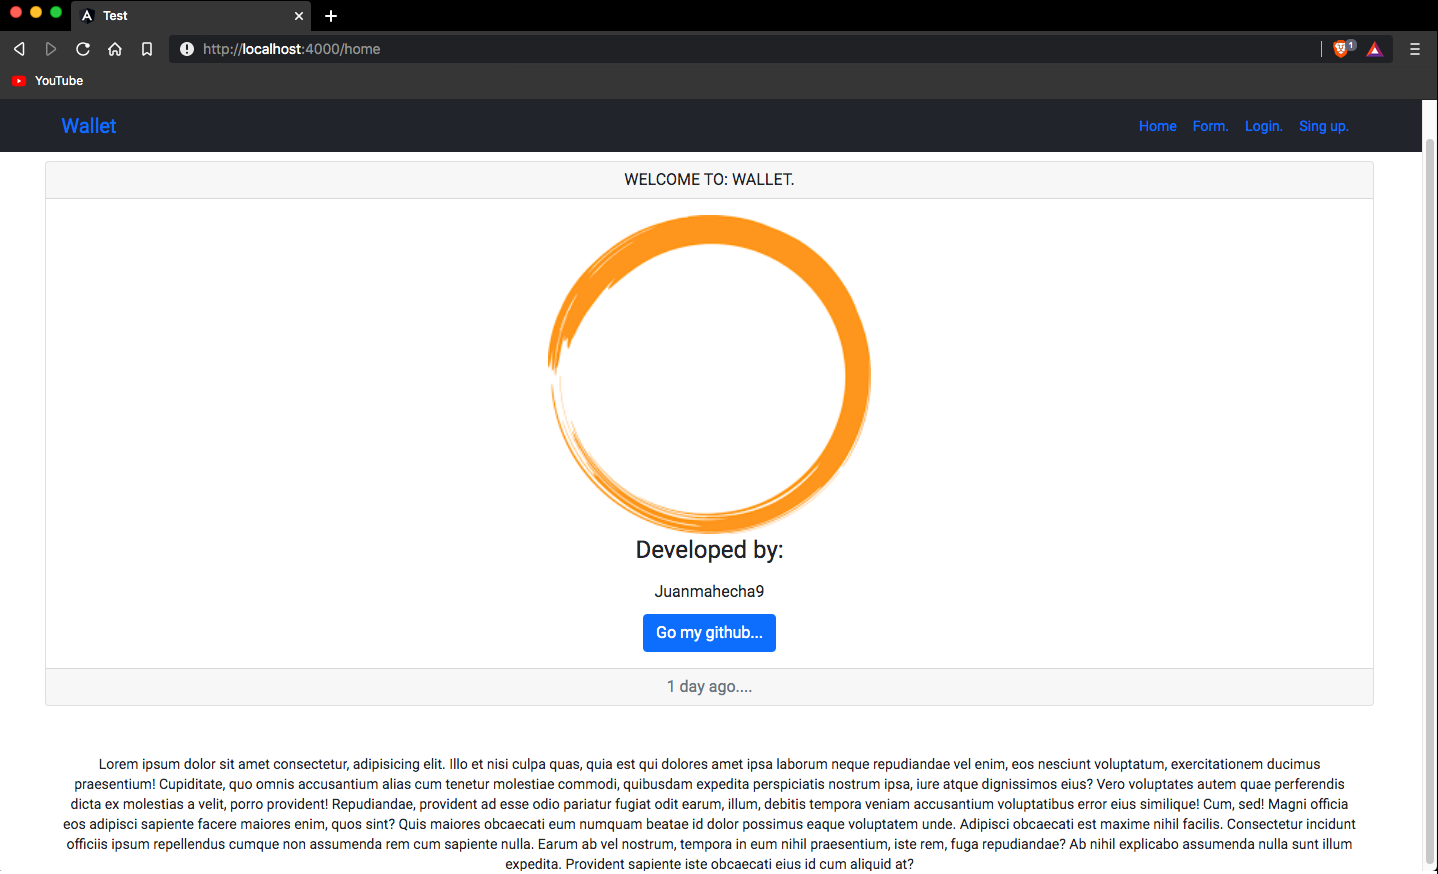 Test
http://localhost:4000/home
1
YouTube
Wallet
Home Form. Login. Sing up.
WELCOME TO: WALLET.
Developed by:
Juanmahecha9
Go my github...
1 day ago....
Lorem ipsum dolor sit amet consectetur, adipisicing elit. Illo et nisi culpa quas, quia est qui dolores amet ipsa laborum neque repudiandae vel enim, eos nesciunt voluptatum, exercitationem ducimus
praesentium! Cupiditate, quo omnis accusantium alias cum tenetur molestiae commodi, quibusdam expedita perspiciatis nostrum ipsa, iure atque dignissimos eius? Vero voluptates autem quae perferendis
dicta ex molestias a velit, porro provident! Repudiandae, provident ad esse odio pariatur fugiat odit earum, illum, debitis tempora veniam accusantium voluptatibus error eius similique! Cum, sed! Magni officia
eos adipisci sapiente facere maiores enim, quos sint? Quis maiores obcaecati eum numquam beatae id dolor possimus eaque voluptatem unde. Adipisci obcaecati est maxime nihil facilis. Consectetur incidunt
officiis ipsum repellendus cumque non assumenda rem cum sapiente nulla. Earum ab vel nostrum, tempora in eum nihil praesentium, iste rem, fuga repudiandae? Ab nihil explicabo assumenda nulla sunt illum
expedita. Provident sapiente iste obcaecati eius id cum aliquid at?